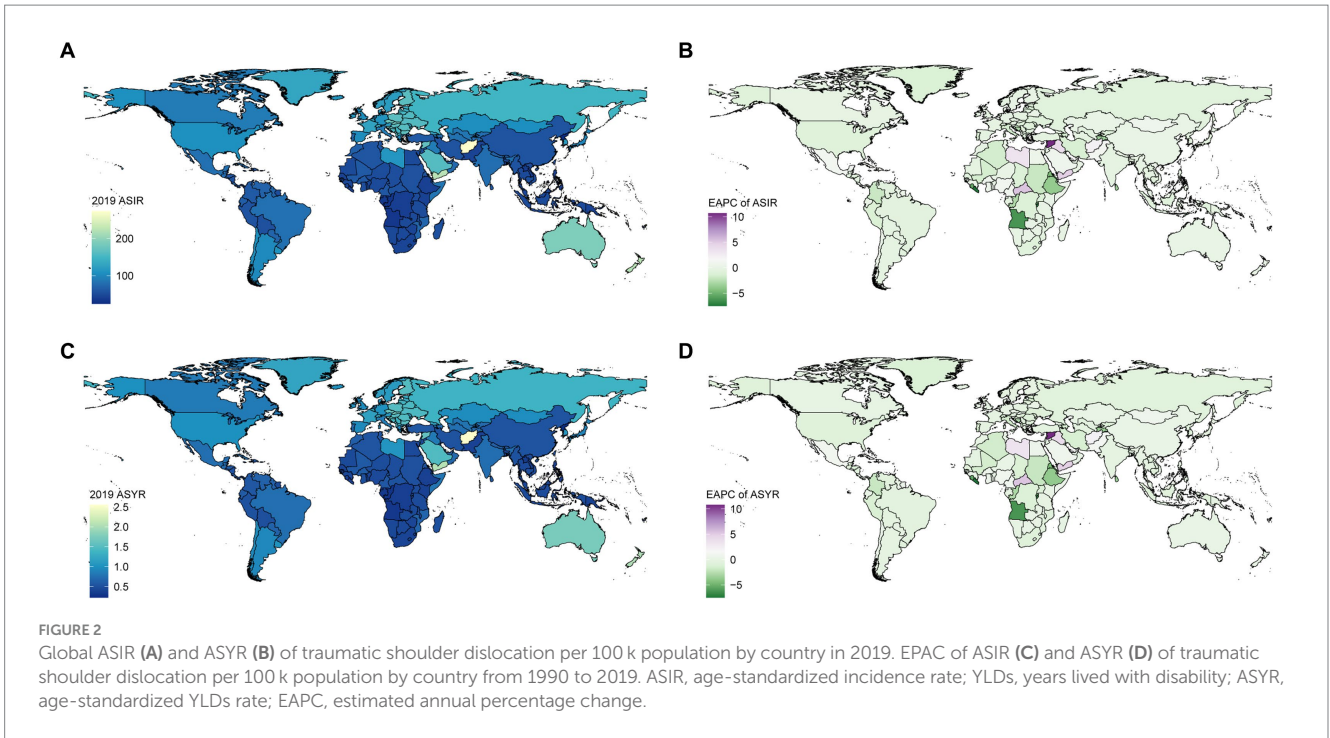 A
B
2019 ASIR
200
100
EAPC of ASIR
10
5
0
−5
C
D
2019 ASYR
2.5
2.0
1.5
1.0
0.5
EAPC of ASYR
10
5
0
−5
FIGURE 2
Global ASIR (A) and ASYR (B) of traumatic shoulder dislocation per 100 k population by country in 2019. EPAC of ASIR (C) and ASYR (D) of traumatic
shoulder dislocation per 100 k population by country from 1990 to 2019. ASIR, age-standardized incidence rate; YLDs, years lived with disability; ASYR,
age-standardized YLDs rate; EAPC, estimated annual percentage change.